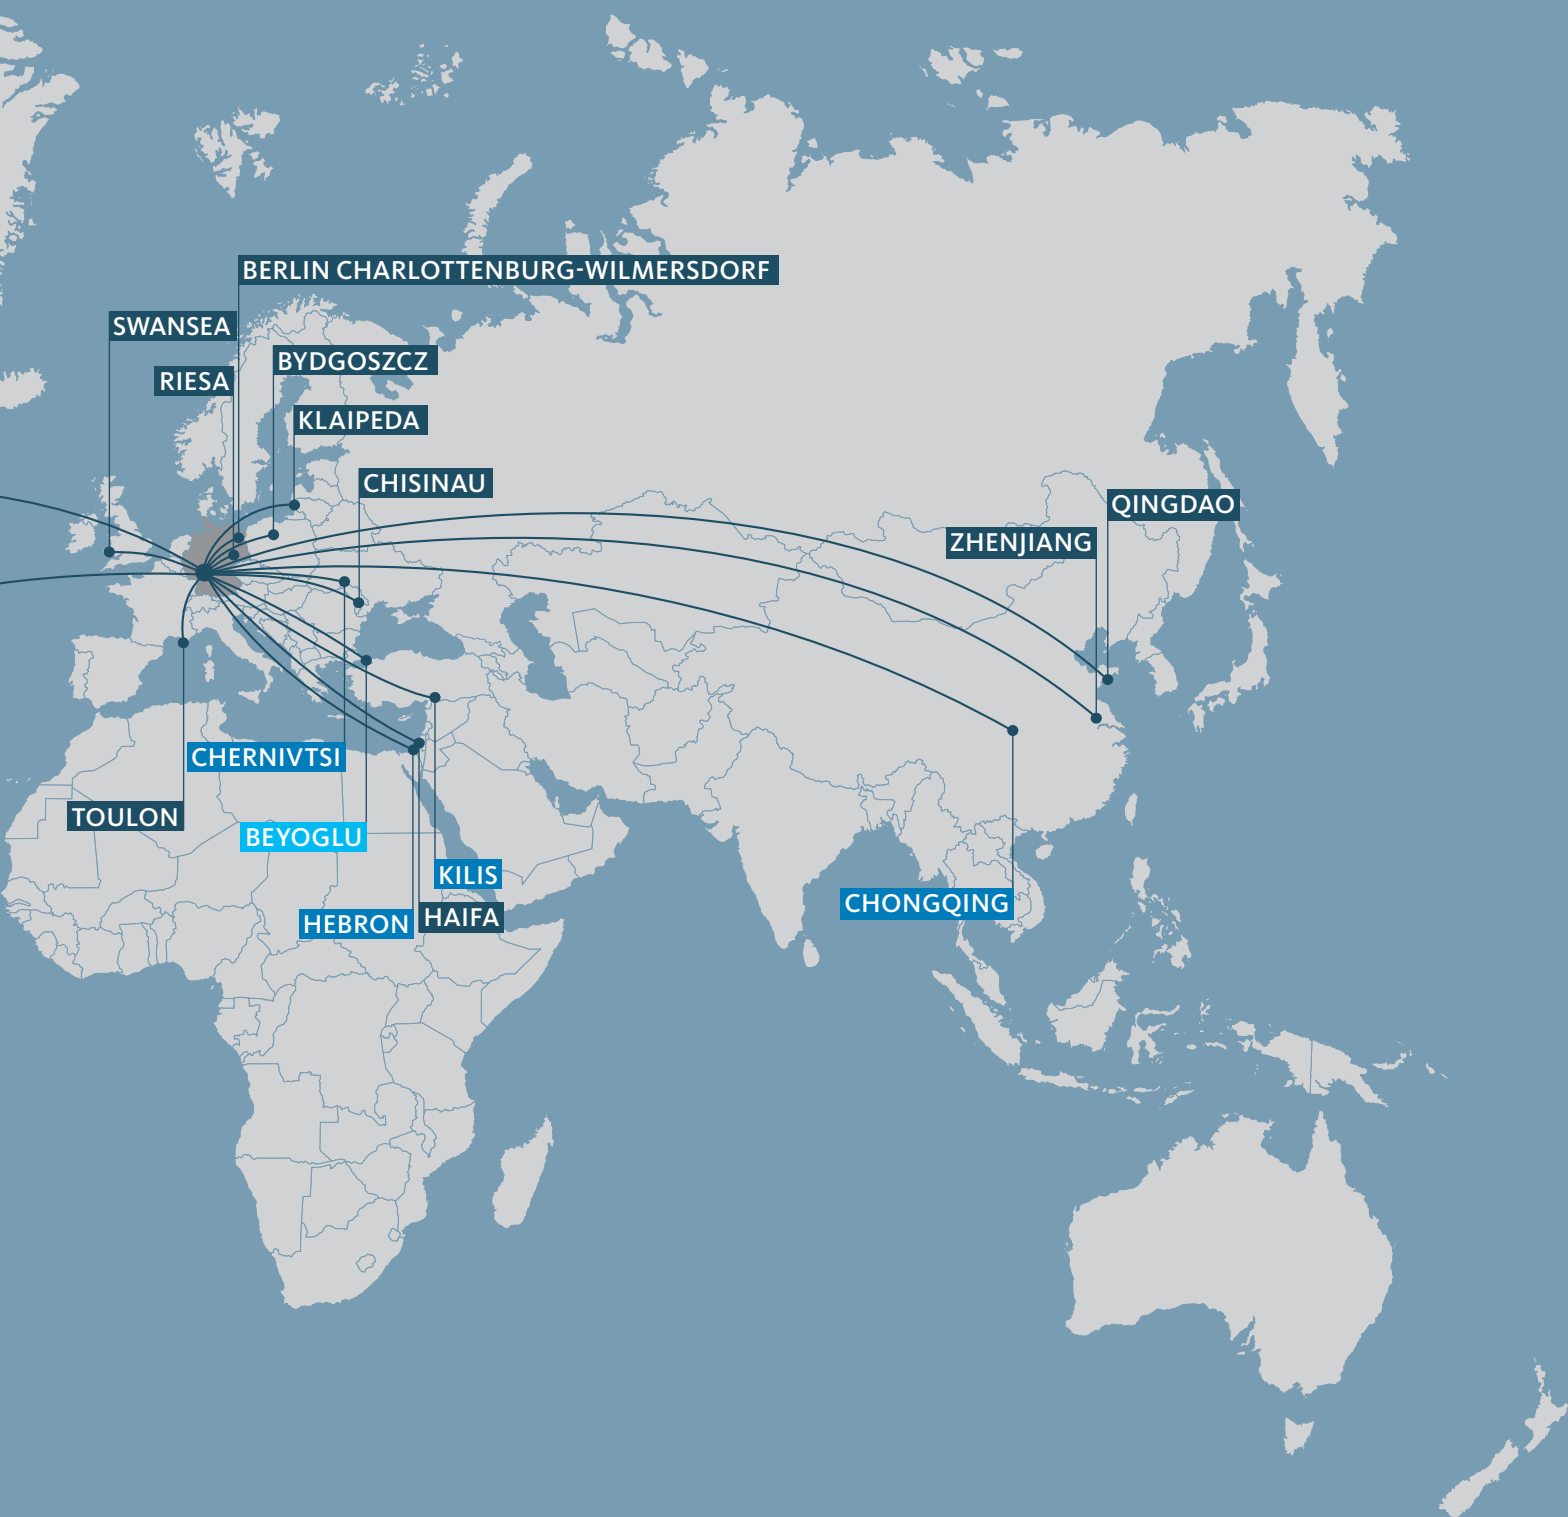 BERLIN CHARLOTTENBURG-WILMERSDORF
SWANSEA
BYDGOSZCZ
RIESA
KLAIPEDA
CHISINAU
QINGDAO
ZHENJIANG
CHERNIVTSI
TOULON
BEYOGLU
KILIS
CHONGQING
HEBRON
HAIFA